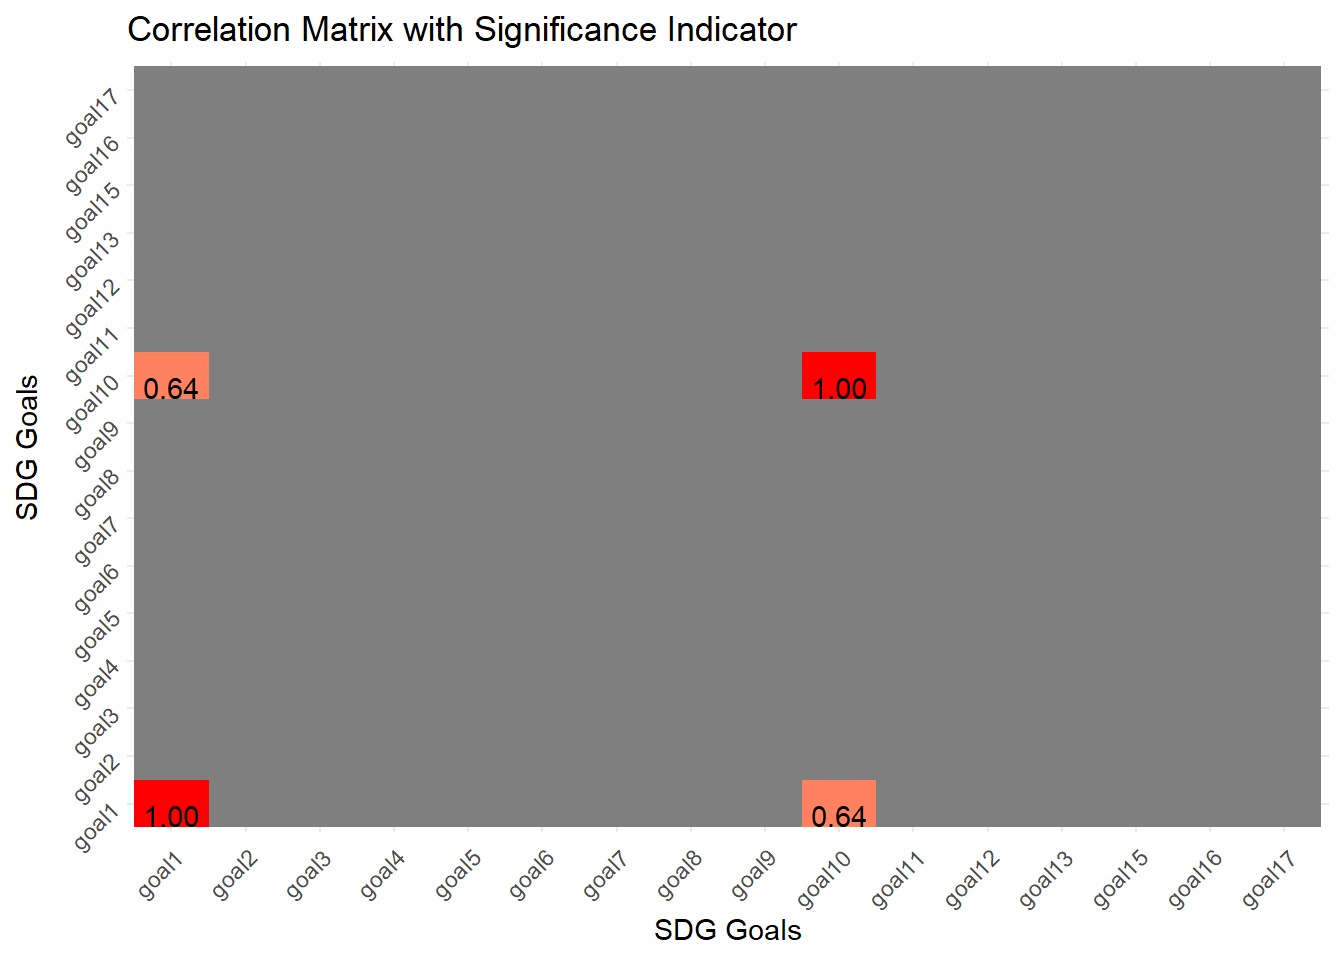 Correlation Matrix with Significance Indicator
SDG Goals
goal17
goal16
goal15
goal13
goal12
goal11
goal10
goal9
goal8
goal7
goal6
goal5
goal4
goal3
goal2
goal1
0.64 1.00
1.00 0.64
goal1 goal2 goal3 goal4 goal5 goal6 goal7 goal8 goal9 goal10 goal11 goal12 goal13 goal15 goal16 goal17
SDG Goals